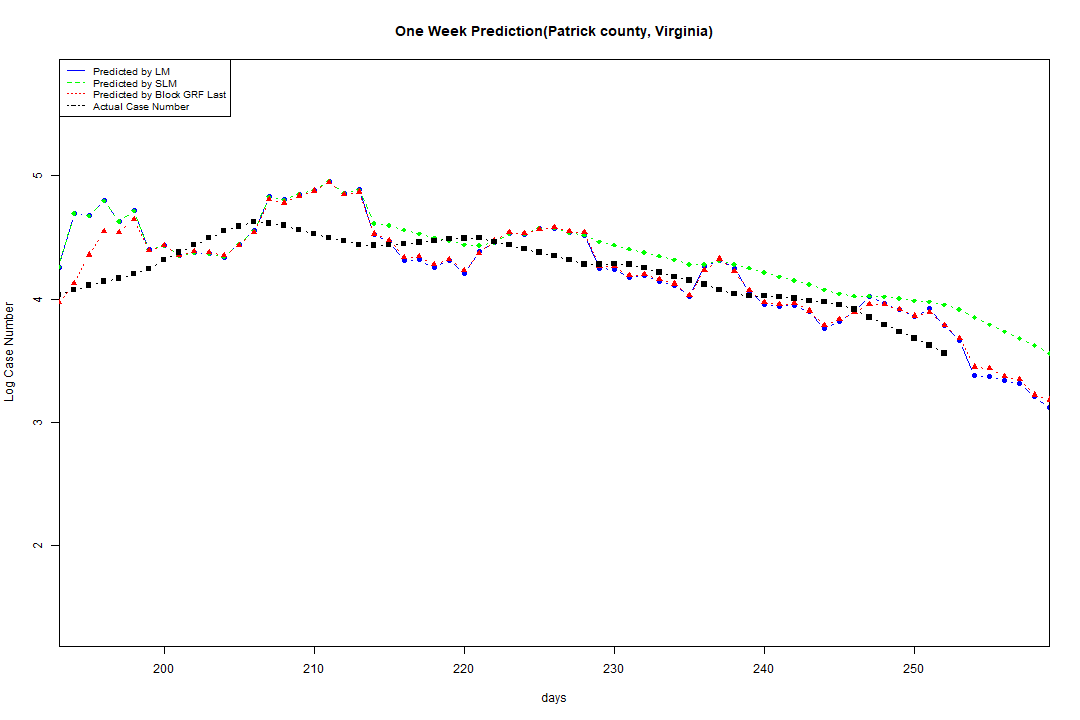 One Week Prediction(Patrick county, Virginia)
Predicted by LM
Predicted by SLM
Predicted by Block GRF Last
Actual Case Number
5
4
3
2
Log Case Number
200 210 220 230 240 250
days